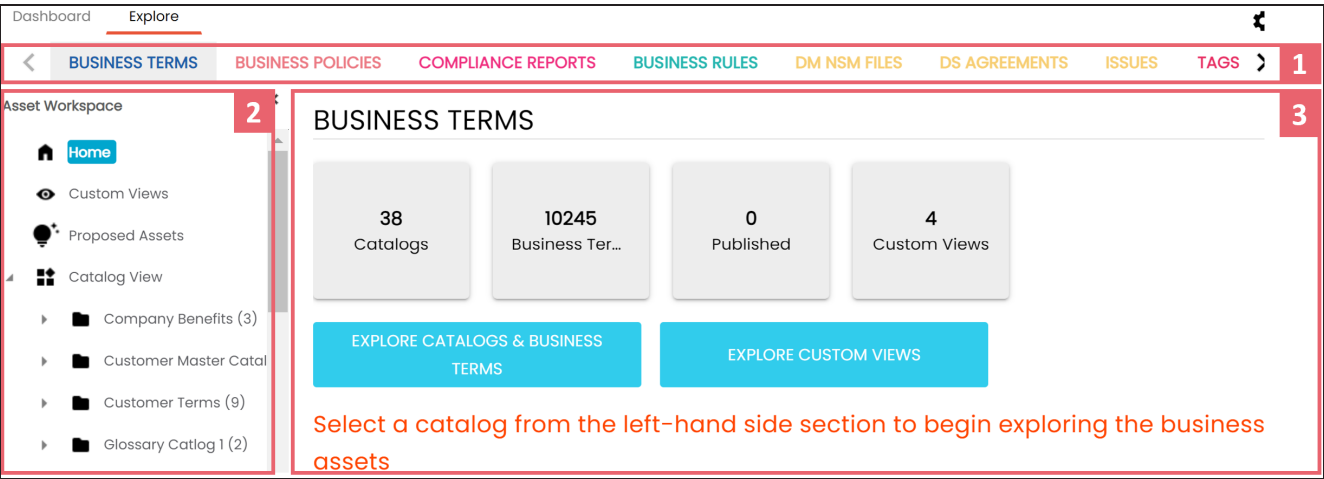 Dashboard Explore
BUSINESS TERMS BUSINESS POLICIES COMPLIANCE REPORTS BUSINESS RULES DM NSM FILES DS AGREEMENTS ISSUES TAGS 1
Asset Workspace 2
Home
Custom Views
Proposed Assets
Catalog View
Company Benefits (3)
Customer Master Catal
Customer Terms (9)
Glossary Catlog 1 (2)
3
BUSINESS TERMS
38
Catalogs
10245
Business Ter...
0
Published
4
Custom Views
EXPLORE CATALOGS & BUSINESS
TERMS
EXPLORE CUSTOM VIEWS
Select a catalog from the left-hand side section to begin exploring the business
assets